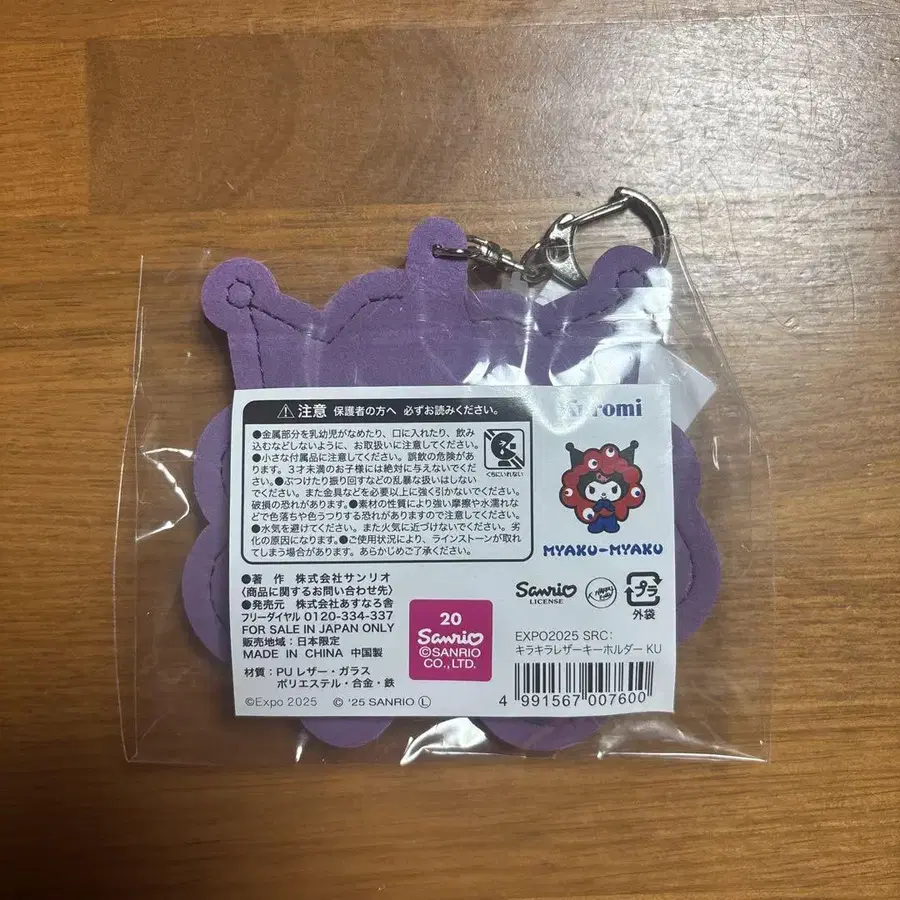 ⚠注意 保護者の方へ 必ずお読みください。
●金属部分を乳幼児がなめたり、口に入れたり、飲み
込むなどしないように、お取扱いに注意してください。
●小さな付属品に注意してください。誤飲の危険があ
ります。3才未満のお子様には絶対に与えないでくだ
さい。●ぶつけたり振り回すなどの乱暴な扱いはしない
でください。また金具などを必要以上に強く引かないでください。
破損の恐れがあります。●素材の性質により強い摩擦や水濡れな
どで色落ちや色うつりする恐れがありますので注意してください。
●水気を避けてください。また火気に近づけないでください。劣
化の原因になります。●ご使用状況により、ラインストーンが取れ
てしまう場合があります。あらかじめご了承ください。
くちにいれない
MYAKU-MYAKU
●著 作 株式会社サンリオ
〈商品に関するお問い合わせ先〉
●発売元 株式会社あすなろ舎
フリーダイヤル 0120-334-337
FOR SALE IN JAPAN ONLY
販売地域:日本限定
MADE IN CHINA 中国製
材質:PUレザー・ガラス
ポリエステル・合金・鉄
©Expo 2025 © '25 SANRIO Ⓛ
20
Sanrio
©SANRIO
CO., LTD.
Sanrio
LICENSE
プラ
外袋
EXPO2025 SRC:
キラキラレザーキーホルダー KU
4 991567 007600